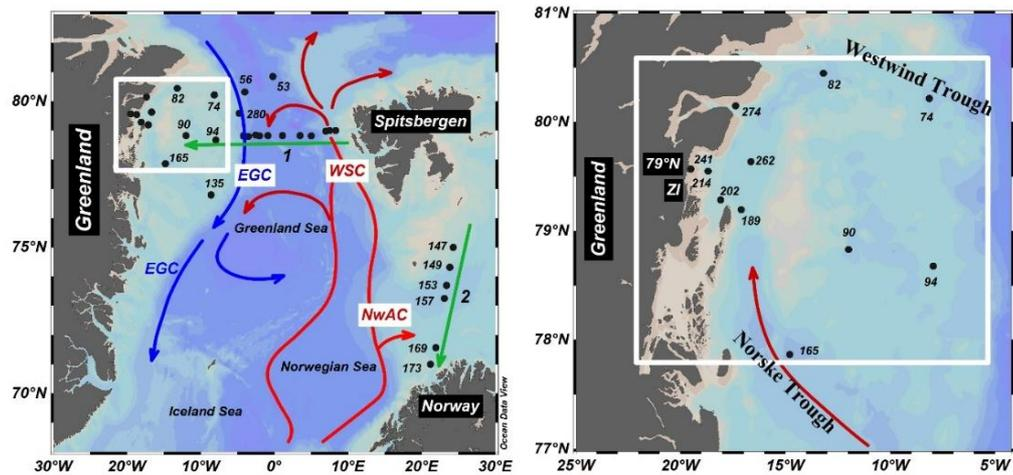 80°N
75°N
70°N
30°W
20°W
10°W
0°
10°E
20°E
30°E
Greenland
Spitsbergen
Norway
Greenland Sea
Norwegian Sea
Iceland Sea
EGC
EGC
WSC
NwAC
1
2
56
53
82
74
280
90
94
165
135
147
149
153
157
169
173
Ocean Data View
81°N
80°N
79°N
78°N
77°N
25°W
20°W
15°W
10°W
5°W
Greenland
Westwind Trough
Norske Trough
79°N
ZI
82
74
274
241
214
262
202
189
90
94
165